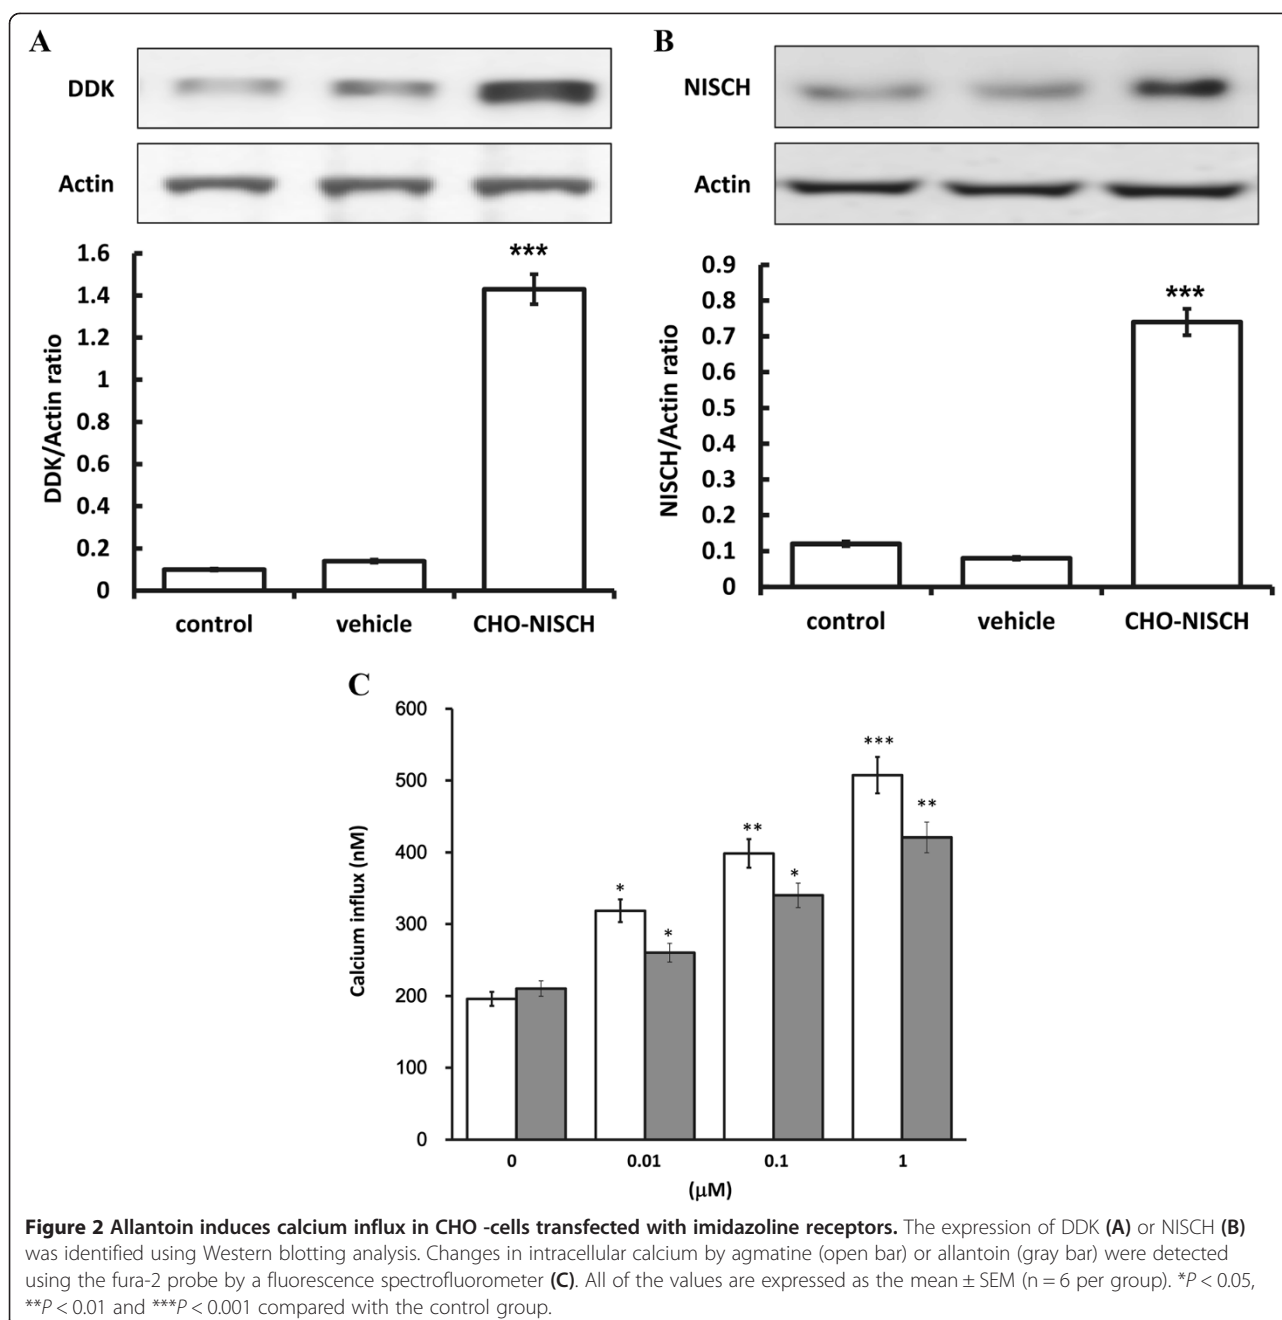 A
DDK
Actin
1.6
1.4
1.2
1
0.8
0.6
0.4
0.2
0
DDK/Actin ratio
***
control vehicle CHO-NISCH
B
NISCH
Actin
0.9
0.8
0.7
0.6
0.5
0.4
0.3
0.2
0.1
0
NISCH/Actin ratio
***
control vehicle CHO-NISCH
C
600
500
400
300
200
100
0
Calcium influx (nM)
* * ** * *** **
0 0.01 0.1 1
(μM)
Figure 2 Allantoin induces calcium influx in CHO -cells transfected with imidazoline receptors. The expression of DDK (A) or NISCH (B)
was identified using Western blotting analysis. Changes in intracellular calcium by agmatine (open bar) or allantoin (gray bar) were detected
using the fura-2 probe by a fluorescence spectrofluorometer (C). All of the values are expressed as the mean ± SEM (n = 6 per group). *P < 0.05,
**P < 0.01 and ***P < 0.001 compared with the control group.